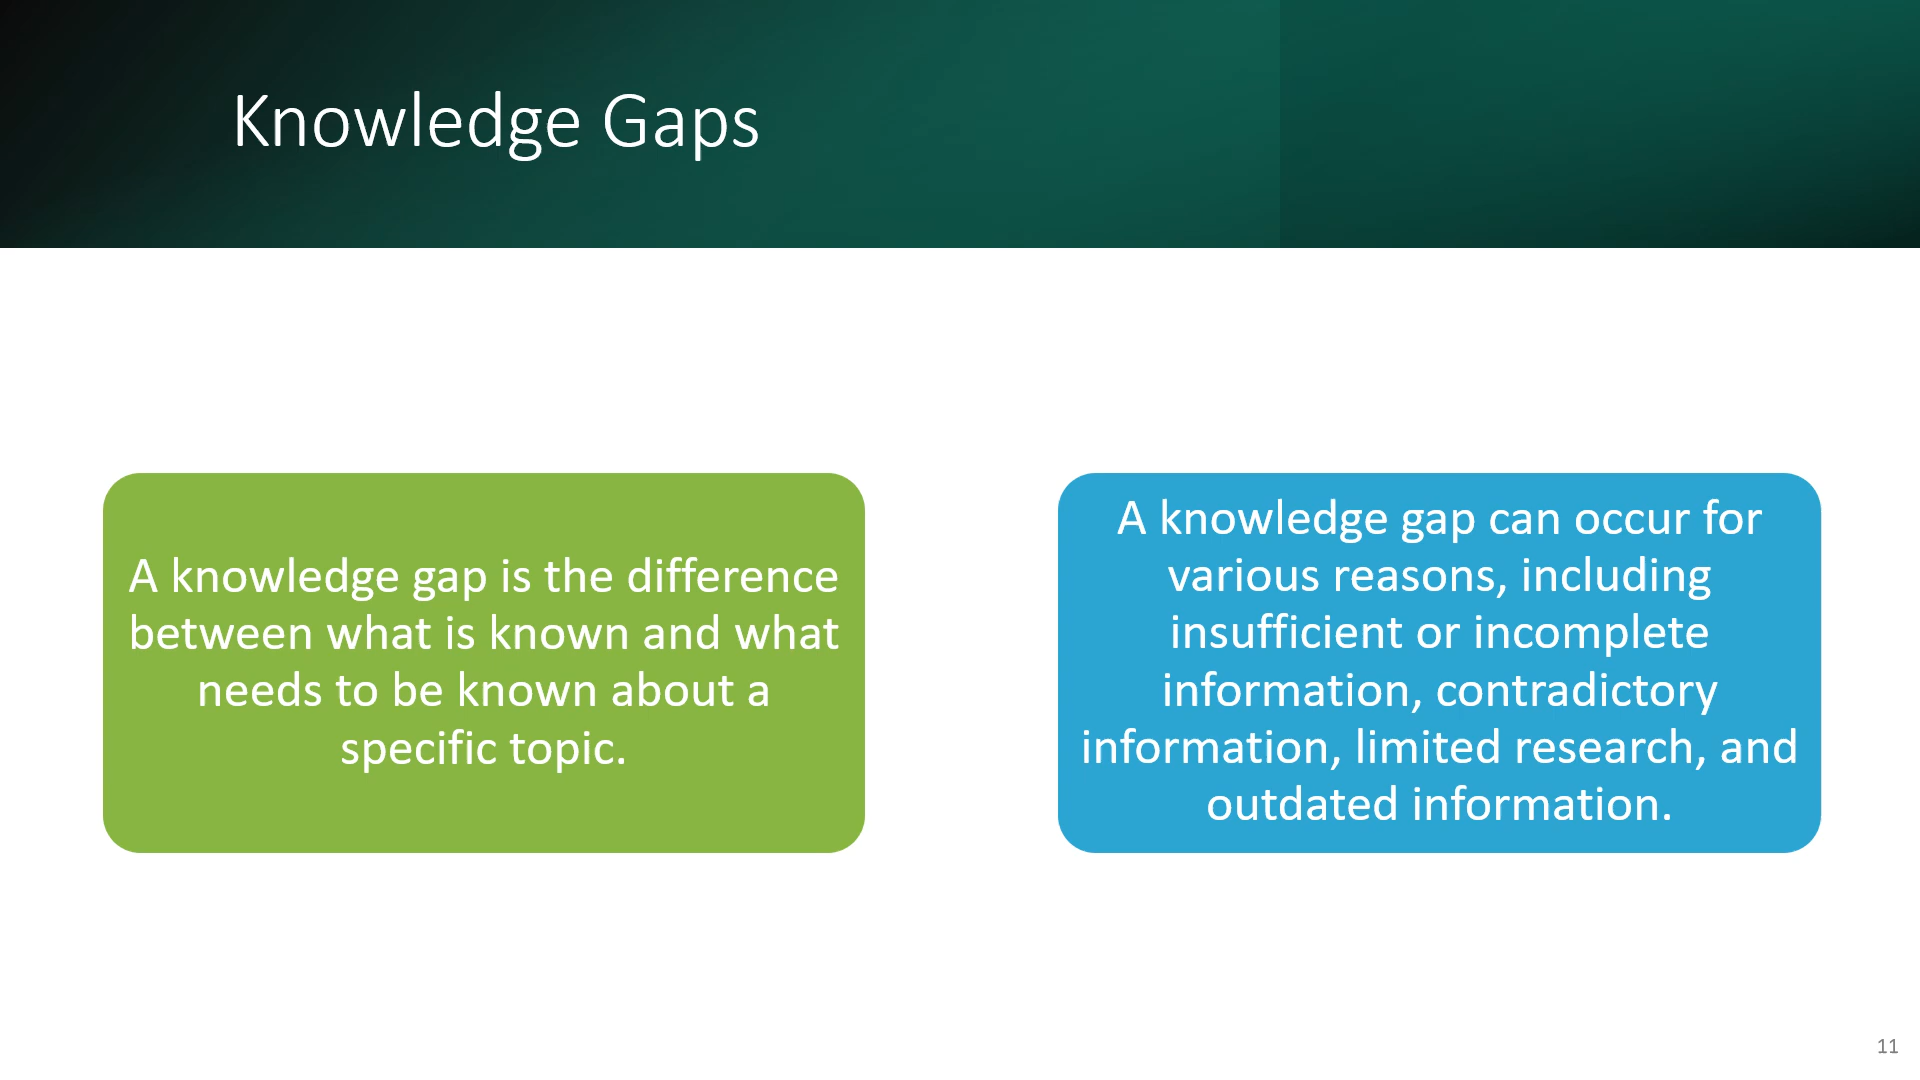 Knowledge Gaps
A knowledge gap is the difference
between what is known and what
needs to be known about a
specific topic.
A knowledge gap can occur for
various reasons, including
insufficient or incomplete
information, contradictory
information, limited research, and
outdated information.
11